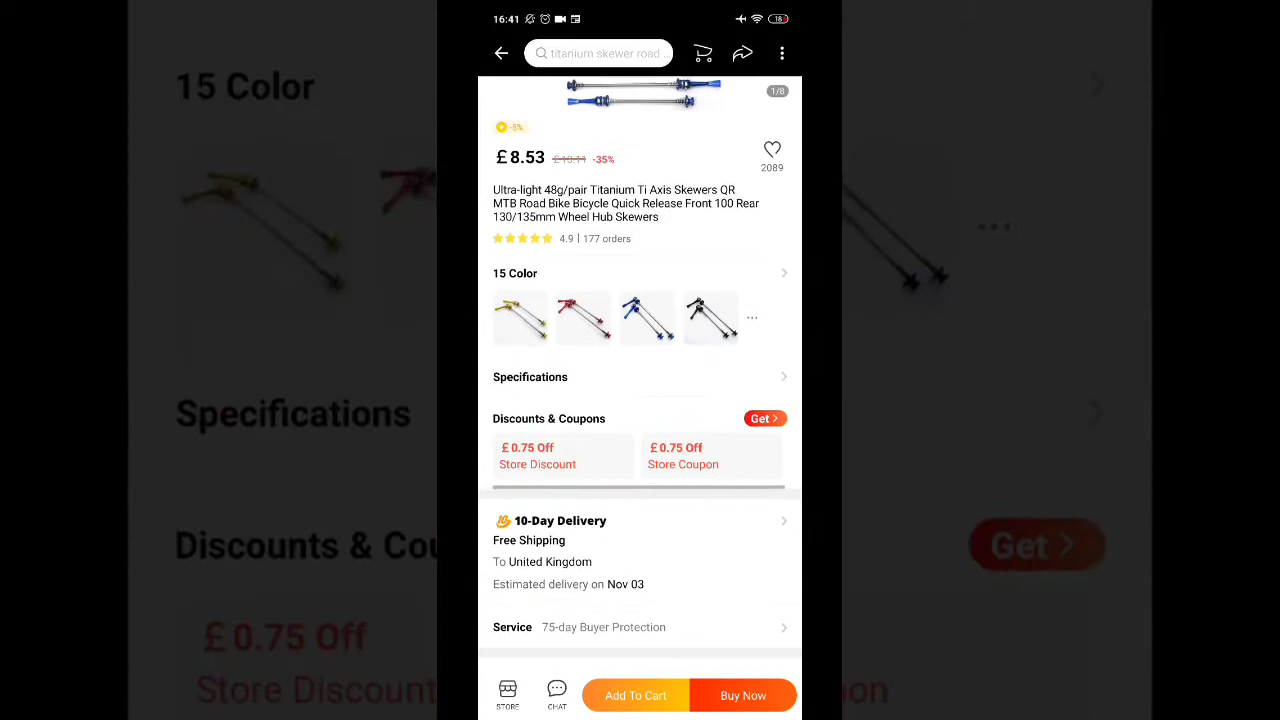 16:41
18
titanium skewer road ...
1/8
-5%
£8.53 £13.11 -35%
2089
Ultra-light 48g/pair Titanium Ti Axis Skewers QR
MTB Road Bike Bicycle Quick Release Front 100 Rear
130/135mm Wheel Hub Skewers
4.9 | 177 orders
15 Color
...
Specifications
Discounts & Coupons Get >
£0.75 Off £0.75 Off
Store Discount Store Coupon
10-Day Delivery
Free Shipping
To United Kingdom
Estimated delivery on Nov 03
Service 75-day Buyer Protection
STORE CHAT Add To Cart Buy Now
15 Color
Specifications
Discounts & Cou
Get >
£0.75 Off
Store Discount
on